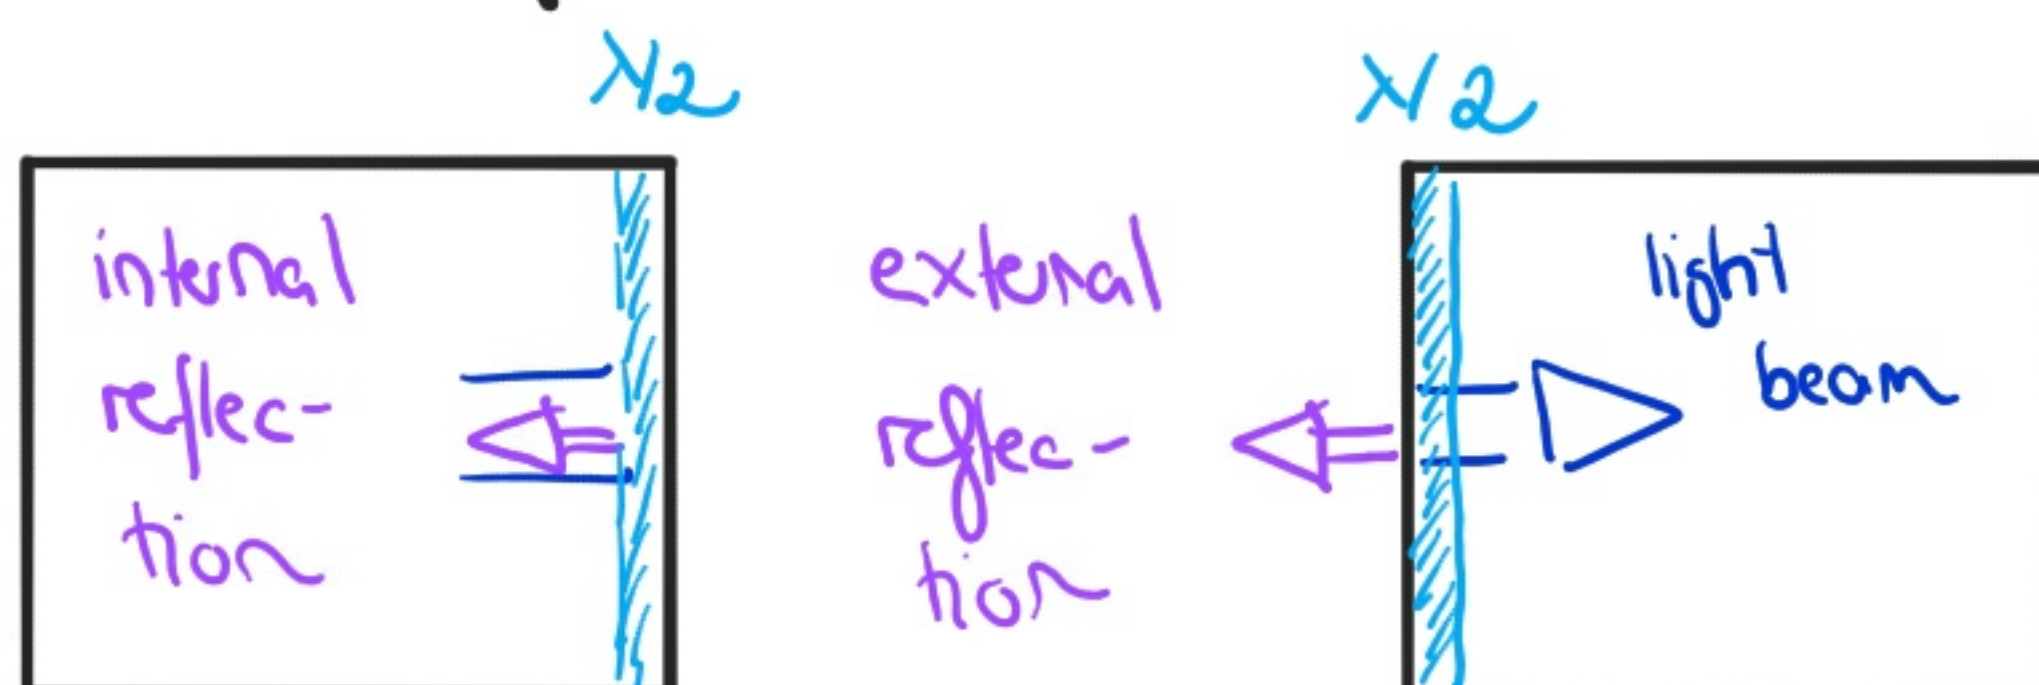 λ/2
λ/2
internal
reflec-
tion
external
reflec-
tion
light
beam